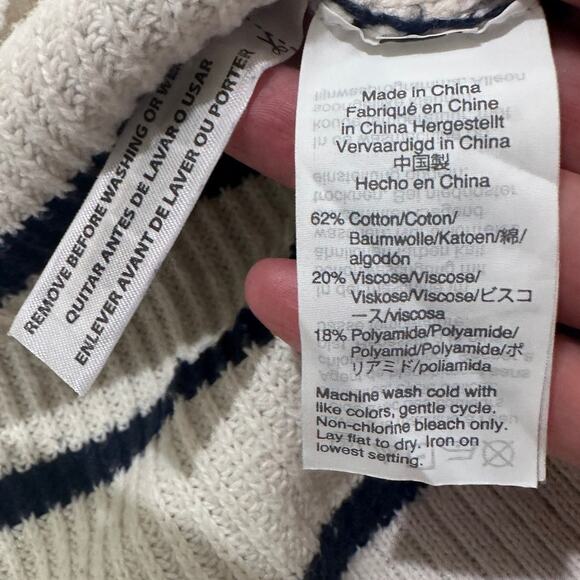 REMOVE BEFORE WASHING OR WE
QUITAR ANTES DE LAVAR O USAR
ENLEVER AVANT DE LAVER OU PORTER
Made in China
Fabriqué en Chine
in China Hergestellt
Vervaardigd in China
中国製
Hecho en China
62% Cotton/Coton/
Baumwolle/Katoen/綿/
algodón
20% Viscose/Viscose/
Viskose/Viscose/ビスコ
ース/viscosa
18% Polyamide/Polyamide/
Polyamid/Polyamide/ポ
リアミド/poliamida
Machine wash cold with
like colors, gentle cycle.
Non-chlorine bleach only.
Lay flat to dry. Iron on
lowest setting.